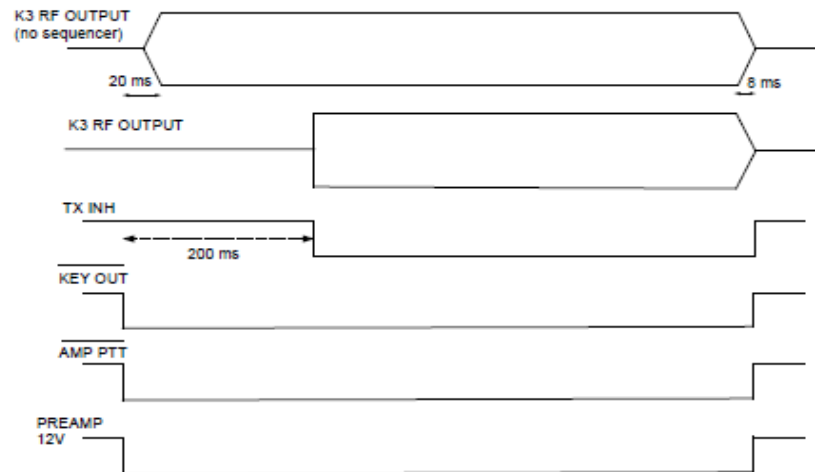 K3 RF OUTPUT
(no sequencer)
20 ms
8 ms
K3 RF OUTPUT
TX INH
200 ms
KEY OUT
AMP PTT
PREAMP
12V